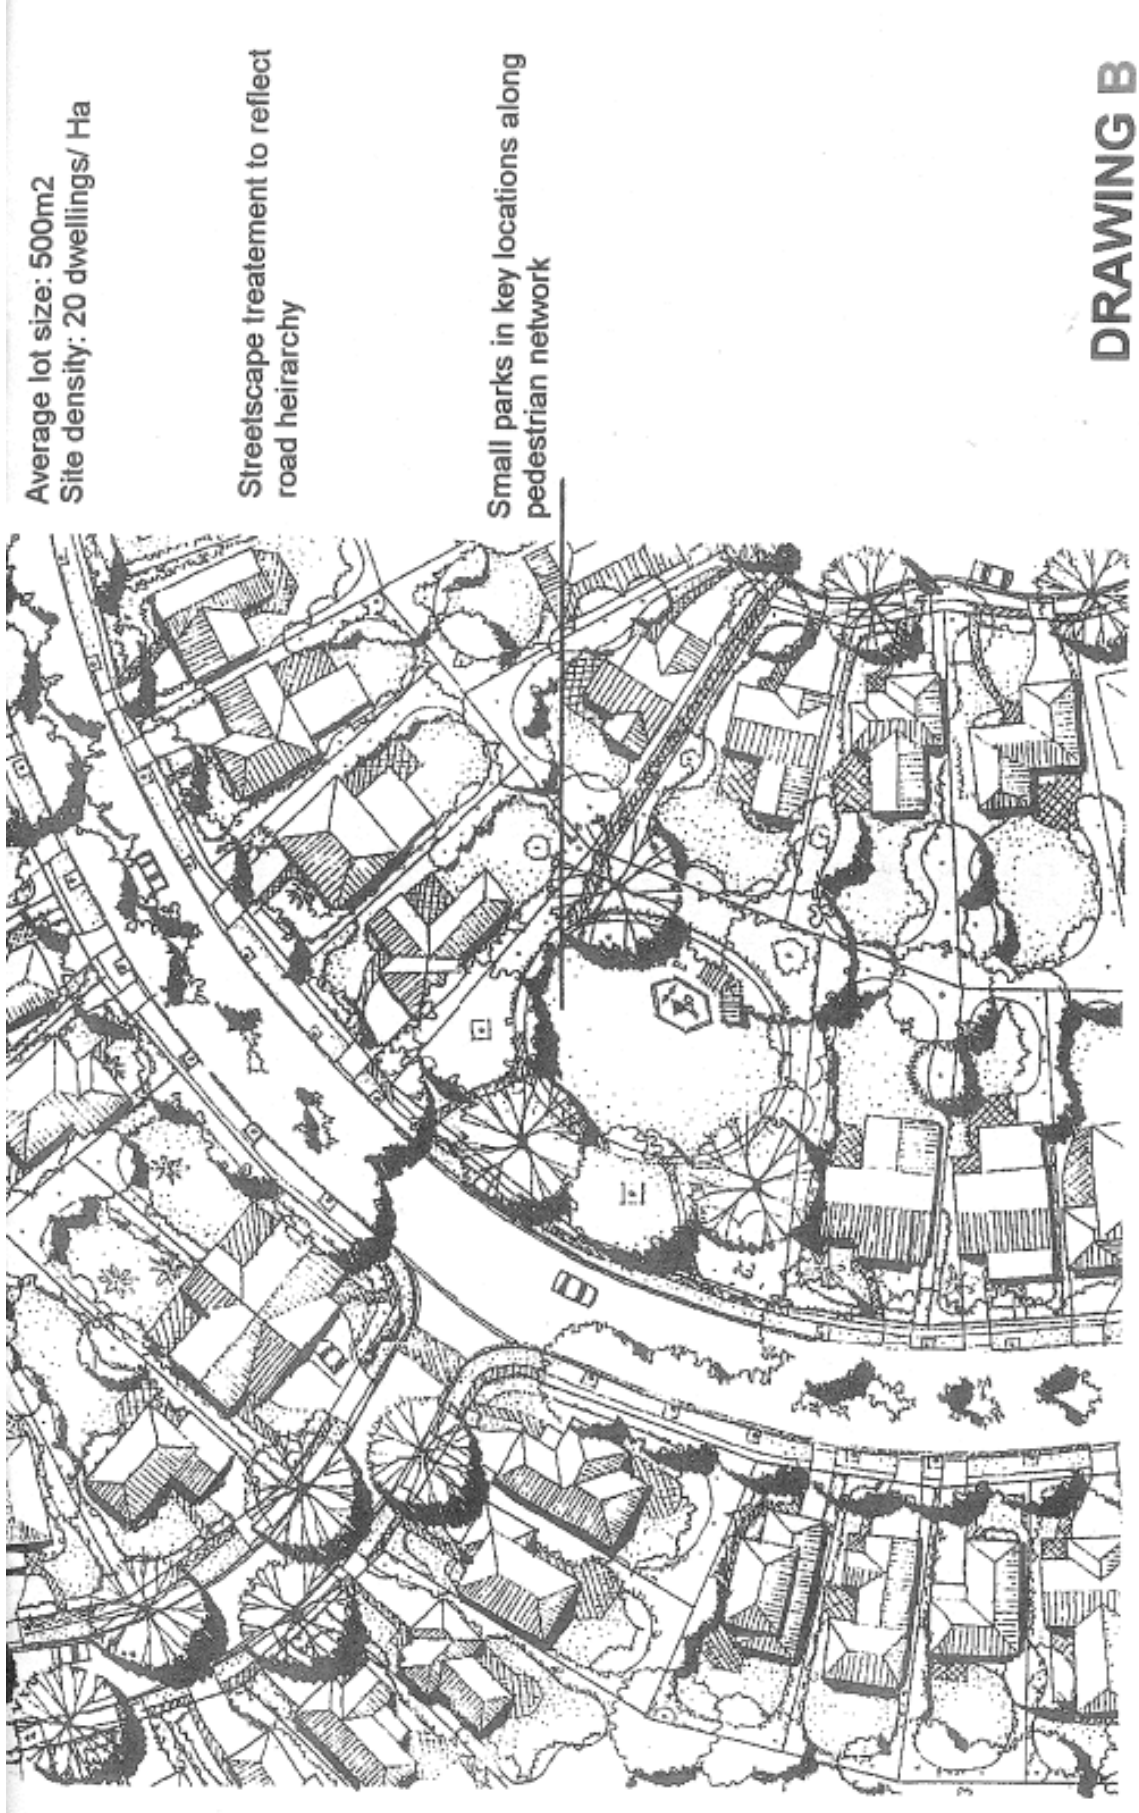 Average lot size: 500m2
Site density: 20 dwellings/ Ha
Streetscape treatement to reflect
road heirarchy
Small parks in key locations along
pedestrian network
DRAWING B